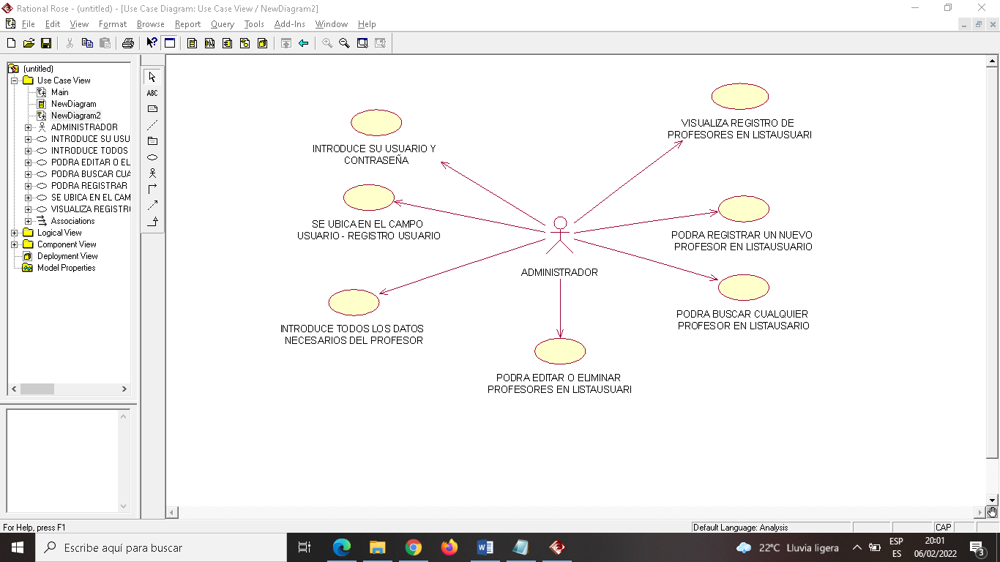 Rational Rose - (untitled) - [Use Case Diagram: Use Case View / NewDiagram2]
File Edit View Format Browse Report Query Tools Add-Ins Window Help
ABC
(untitled)
Use Case View
Main
NewDiagram
NewDiagram2
ADMINISTRADOR
INTRODUCE SU USU
INTRODUCE TODOS
PODRA EDITAR O EL
PODRA BUSCAR CUA
PODRA REGISTRAR
SE UBICA EN EL CAM
VISUALIZA REGISTR
Associations
Logical View
Component View
Deployment View
Model Properties
INTRODUCE SU USUARIO Y
CONTRASEÑA
VISUALIZA REGISTRO DE
PROFESORES EN LISTAUSUARI
SE UBICA EN EL CAMPO
USUARIO - REGISTRO USUARIO
PODRA REGISTRAR UN NUEVO
PROFESOR EN LISTAUSUARIO
ADMINISTRADOR
INTRODUCE TODOS LOS DATOS
NECESARIOS DEL PROFESOR
PODRA BUSCAR CUALQUIER
PROFESOR EN LISTAUSARIO
PODRA EDITAR O ELIMINAR
PROFESORES EN LISTAUSUARI
For Help, press F1
Default Language: Analysis
CAP
Escribe aquí para buscar
22°C Lluvia ligera
ESP
ES
20:01
06/02/2022
3